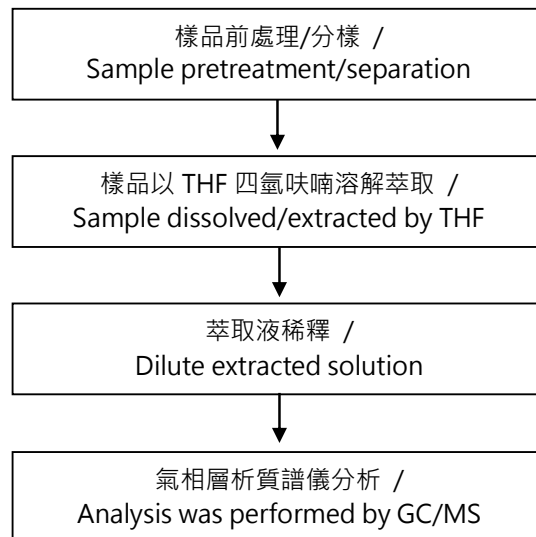 樣品前處理/分樣 /
Sample pretreatment/separation
樣品以 THF 四氫呋喃溶解萃取 /
Sample dissolved/extracted by THF
萃取液稀釋 /
Dilute extracted solution
氣相層析質譜儀分析 /
Analysis was performed by GC/MS